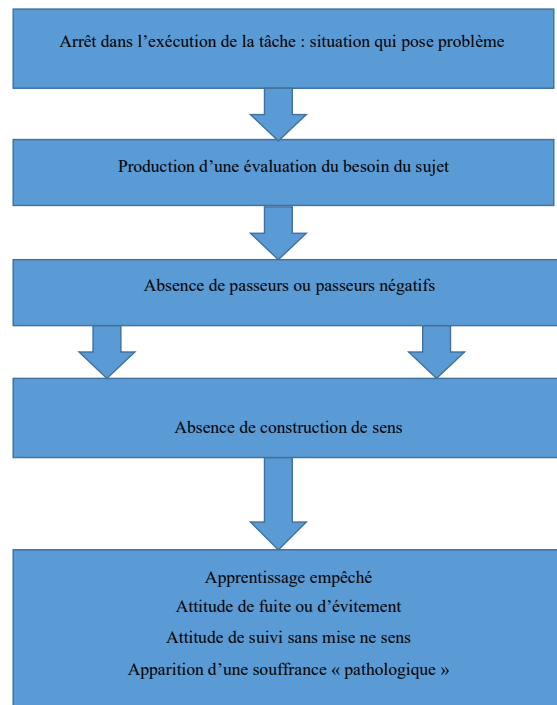 Arrêt dans l’exécution de la tâche : situation qui pose problème
Production d’une évaluation du besoin du sujet
Absence de passeurs ou passeurs négatifs
Absence de construction de sens
Apprentissage empêché
Attitude de fuite ou d’évitement
Attitude de suivi sans mise ne sens
Apparition d’une souffrance « pathologique »